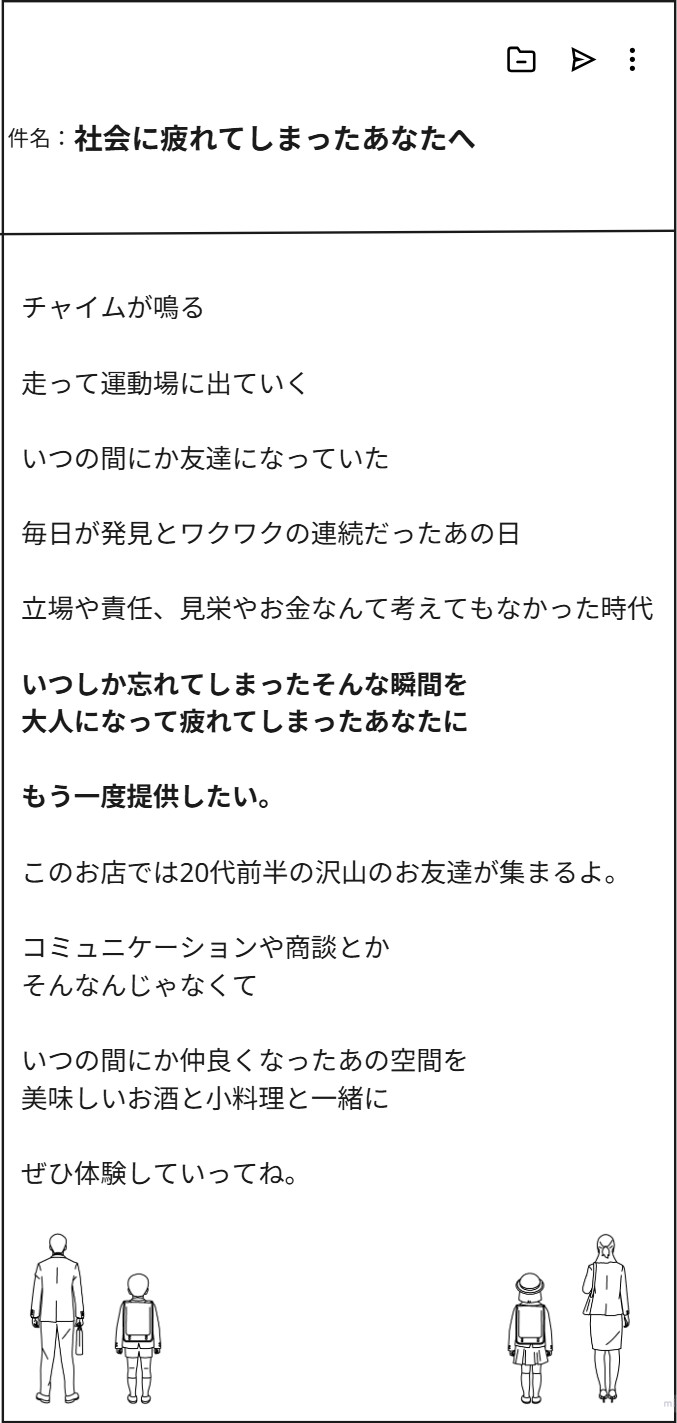 件名：社会に疲れてしまったあなたへ
チャイムが鳴る
走って運動場に出ていく
いつの間にか友達になっていた
毎日が発見とワクワクの連続だったあの日
立場や責任、見栄やお金なんて考えてもなかった時代
いつしか忘れてしまったそんな瞬間を
大人になって疲れてしまったあなたに
もう一度提供したい。
このお店では20代前半の沢山のお友達が集まるよ。
コミュニケーションや商談とか
そんなんじゃなくて
いつの間にか仲良くなったあの空間を
美味しいお酒と小料理と一緒に
ぜひ体験していってね。